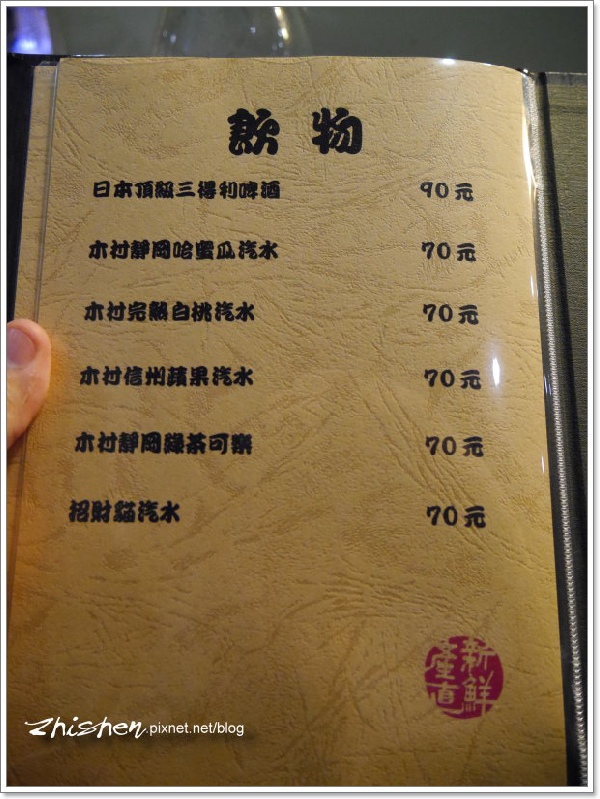 飲物
日本頂級三得利啤酒 90元
木村靜岡哈蜜瓜汽水 70元
木村完熟白桃汽水 70元
木村信州蘋果汽水 70元
木村靜岡綠茶可樂 70元
招財貓汽水 70元
新鮮
產直
zhishen.pixnet.net/blog